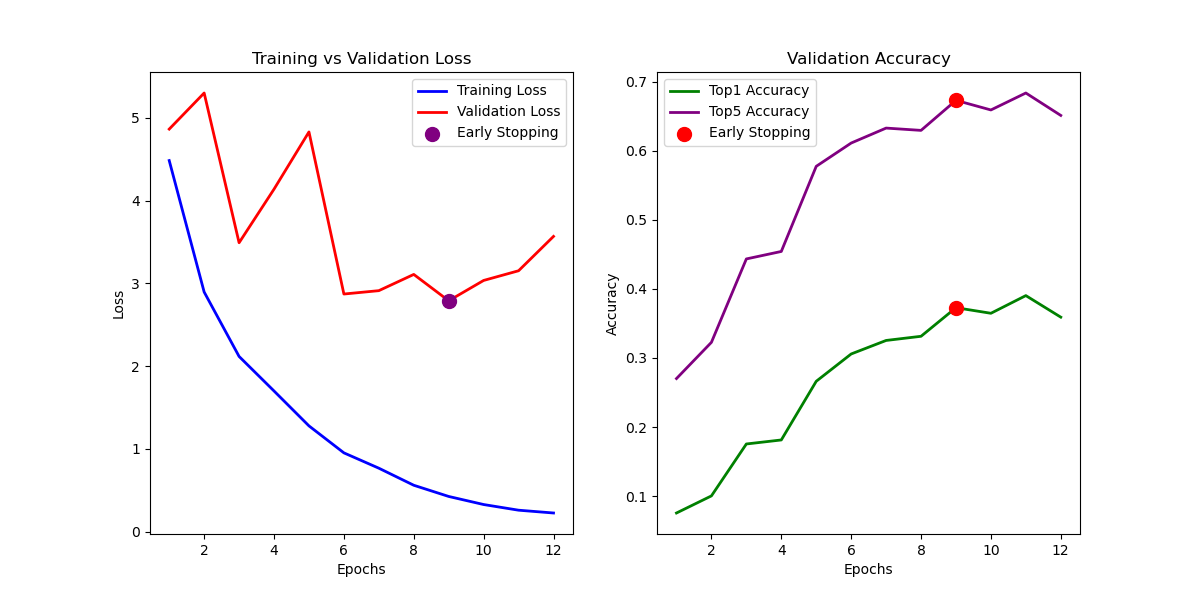 Training vs Validation Loss
Training Loss
Validation Loss
Early Stopping
Loss
5
4
3
2
1
0
2 4 6 8 10 12
Epochs
Validation Accuracy
Top1 Accuracy
Top5 Accuracy
Early Stopping
Accuracy
0.7
0.6
0.5
0.4
0.3
0.2
0.1
2 4 6 8 10 12
Epochs